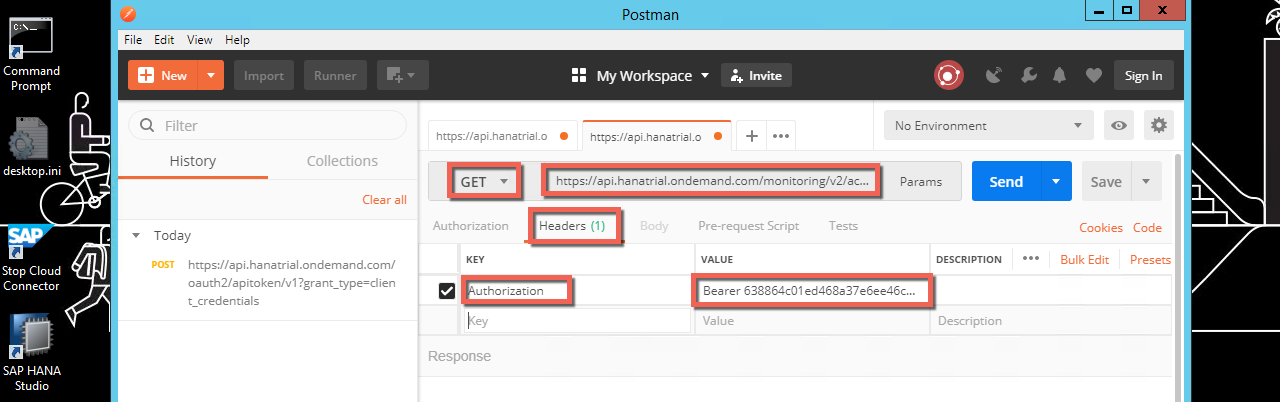 Postman
File Edit View Help
New Import Runner My Workspace Invite Sign In
Command
Prompt
desktop.ini
SAP
Stop Cloud
Connector
SAP HANA
Studio
Filter
History Collections
Clear all
Today
POST https://api.hanatrial.ondemand.com/
oauth2/apitoken/v1?grant_type=clien
t_credentials
https://api.hanatrial.o https://api.hanatrial.o + ••• No Environment
GET https://api.hanatrial.ondemand.com/monitoring/v2/ac... Params Send Save
Authorization Headers (1) Body Pre-request Script Tests Cookies Code
KEY VALUE DESCRIPTION ••• Bulk Edit Presets
Authorization Bearer 638864c01ed468a37e6ee46c...
Key Value Description
Response